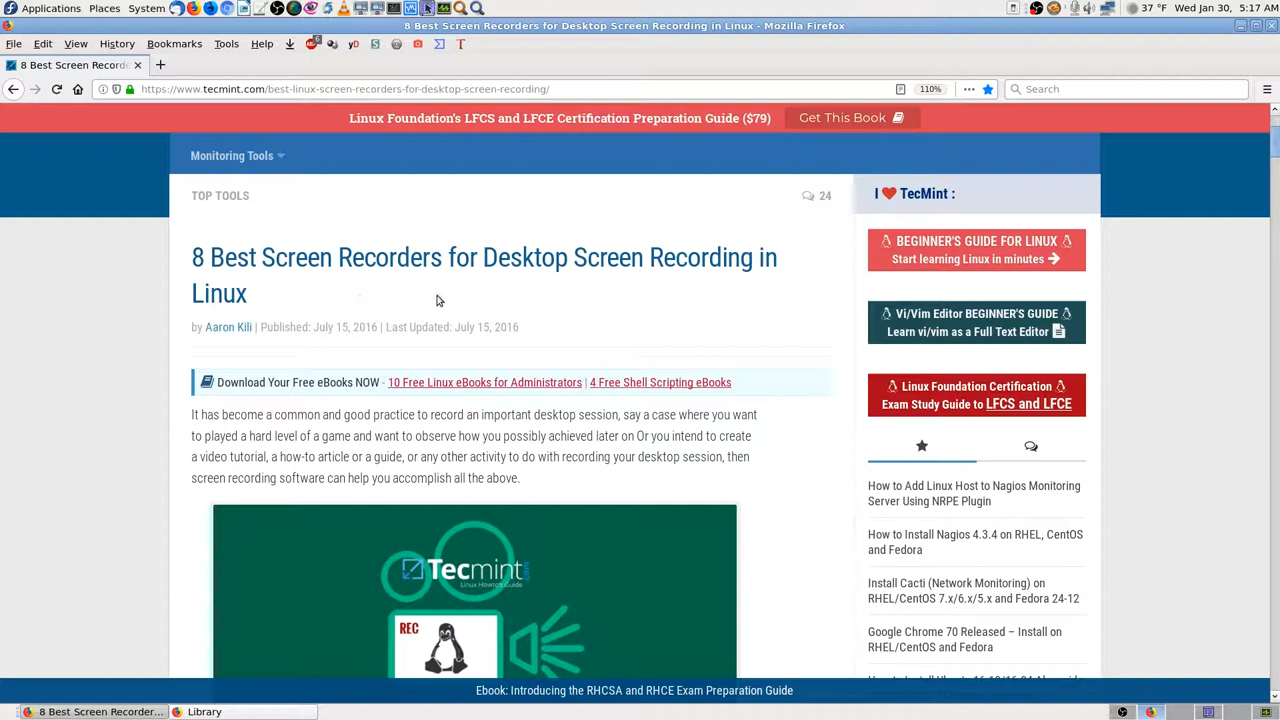 Applications Places System 37 °F Wed Jan 30, 5:17 AM
8 Best Screen Recorders for Desktop Screen Recording in Linux - Mozilla Firefox
File Edit View History Bookmarks Tools Help
8 Best Screen Recorde
https://www.tecmint.com/best-linux-screen-recorders-for-desktop-screen-recording/ 110% Search
Linux Foundation's LFCS and LFCE Certification Preparation Guide ($79) Get This Book
Monitoring Tools
TOP TOOLS 24
8 Best Screen Recorders for Desktop Screen Recording in
Linux
by Aaron Kili | Published: July 15, 2016 | Last Updated: July 15, 2016
Download Your Free eBooks NOW - 10 Free Linux eBooks for Administrators | 4 Free Shell Scripting eBooks
It has become a common and good practice to record an important desktop session, say a case where you want
to played a hard level of a game and want to observe how you possibly achieved later on Or you intend to create
a video tutorial, a how-to article or a guide, or any other activity to do with recording your desktop session, then
screen recording software can help you accomplish all the above.
Tecmint.com
Linux Howto's Guide
REC
I TecMint :
BEGINNER'S GUIDE FOR LINUX
Start learning Linux in minutes
Vi/Vim Editor BEGINNER'S GUIDE
Learn vi/vim as a Full Text Editor
Linux Foundation Certification
Exam Study Guide to LFCS and LFCE
How to Add Linux Host to Nagios Monitoring
Server Using NRPE Plugin
How to Install Nagios 4.3.4 on RHEL, CentOS
and Fedora
Install Cacti (Network Monitoring) on
RHEL/CentOS 7.x/6.x/5.x and Fedora 24-12
Google Chrome 70 Released – Install on
RHEL/CentOS and Fedora
Ebook: Introducing the RHCSA and RHCE Exam Preparation Guide
8 Best Screen Recorder... Library